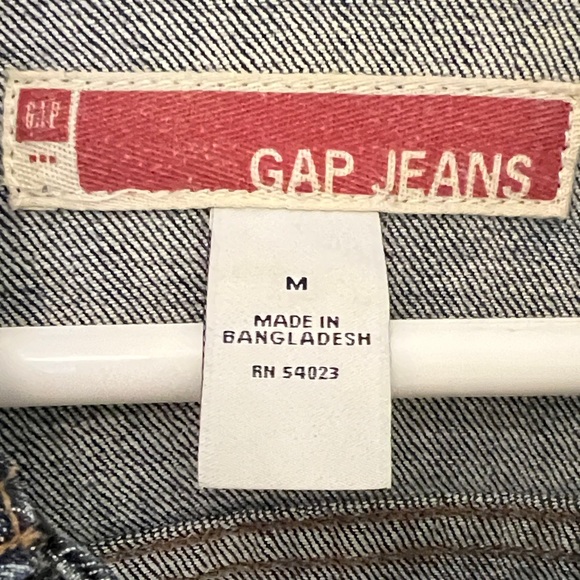 GAP
GAP JEANS
M
MADE IN
BANGLADESH
RN 54023